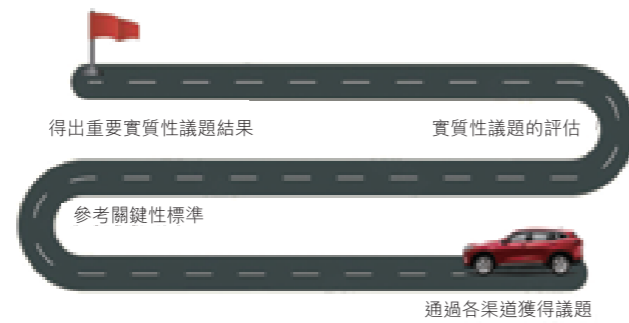 得出重要實質性議題結果
實質性議題的評估
參考關鍵性標準
通過各渠道獲得議題